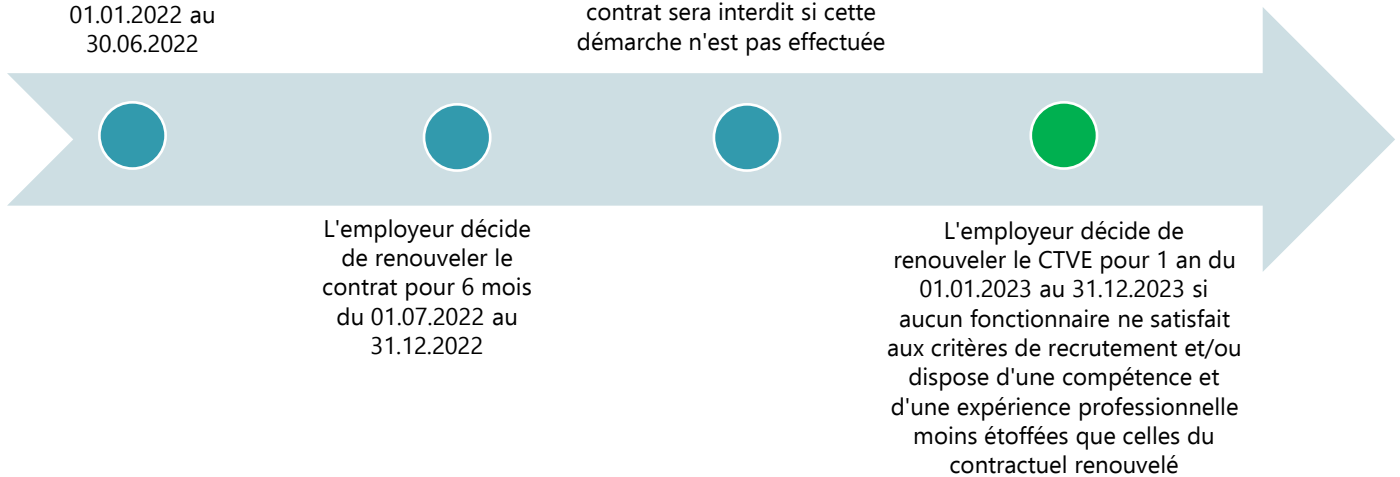 01.01.2022 au
30.06.2022
contrat sera interdit si cette
démarche n'est pas effectuée
L'employeur décide
de renouveler le
contrat pour 6 mois
du 01.07.2022 au
31.12.2022
L'employeur décide de
renouveler le CTVE pour 1 an du
01.01.2023 au 31.12.2023 si
aucun fonctionnaire ne satisfait
aux critères de recrutement et/ou
dispose d'une compétence et
d'une expérience professionnelle
moins étoffées que celles du
contractuel renouvelé